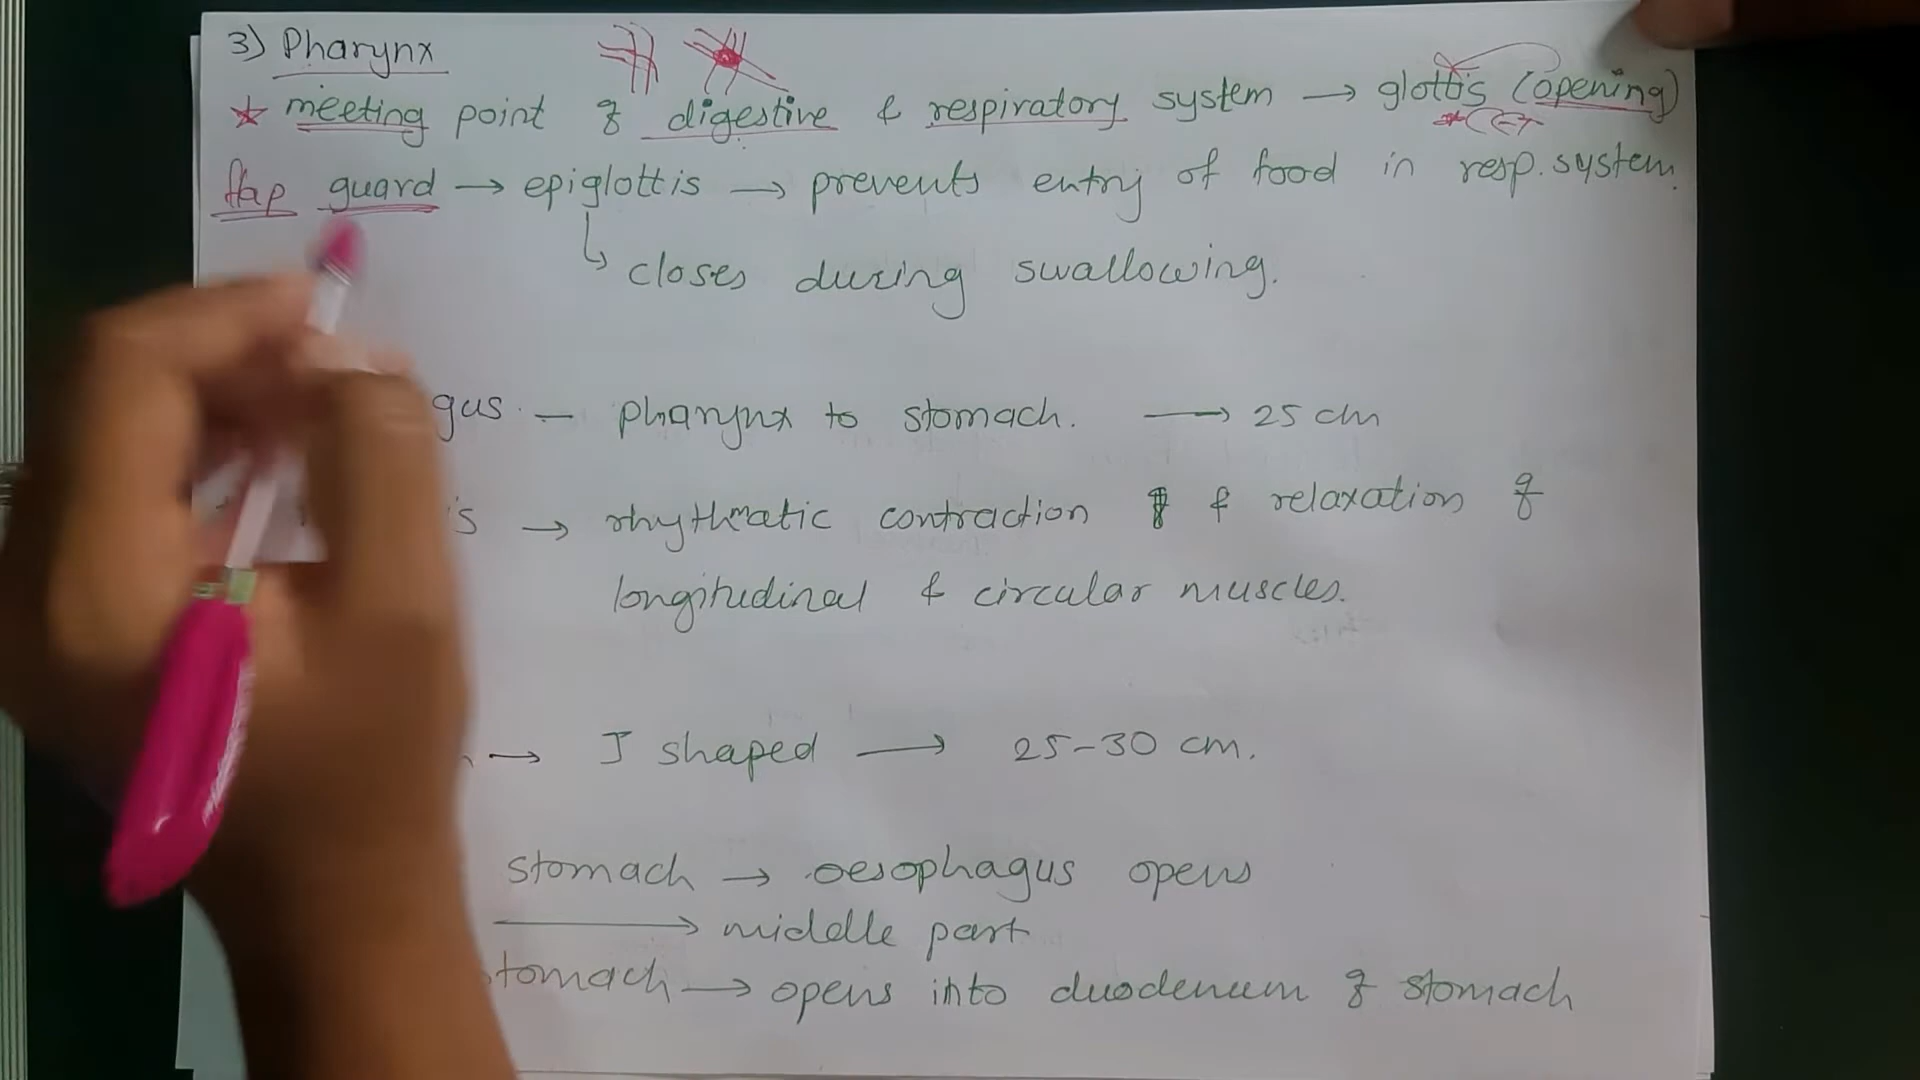 3) Pharynx
★ meeting point of digestive & respiratory system → glottis (opening)
flap guard → epiglottis → prevents entry of food in resp. system.
↳ closes during swallowing.
gus – pharynx to stomach. → 25 cm
is → rhythmatic contraction & relaxation of
longitudinal & circular muscles.
→ J shaped → 25-30 cm.
stomach → oesophagus opens
→ middle part
stomach → opens into duodenum of stomach